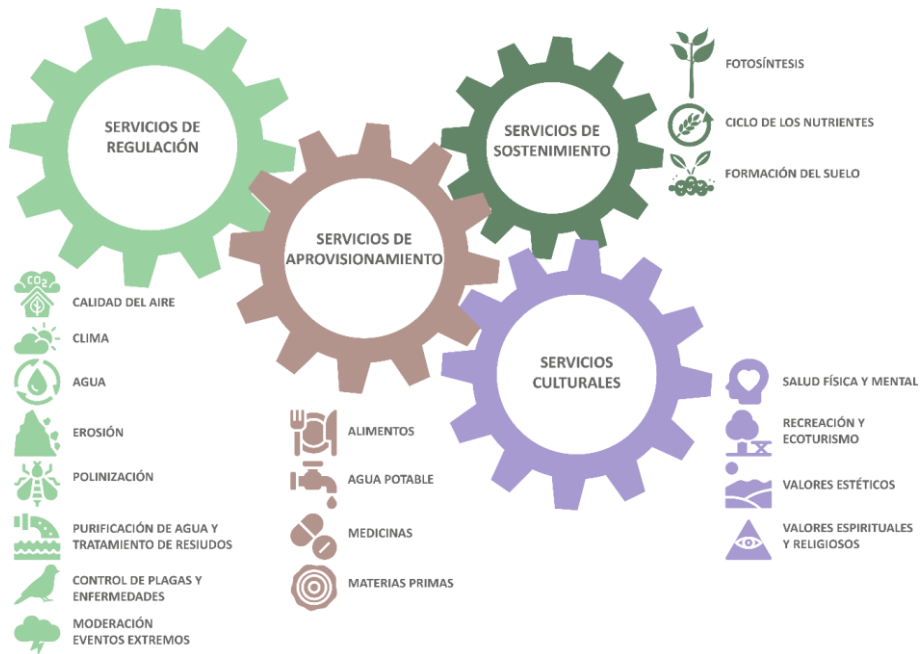 SERVICIOS DE
REGULACIÓN
CO2
CALIDAD DEL AIRE
CLIMA
AGUA
EROSIÓN
POLINIZACIÓN
PURIFICACIÓN DE AGUA Y
TRATAMIENTO DE RESIUDOS
CONTROL DE PLAGAS Y
ENFERMEDADES
MODERACIÓN
EVENTOS EXTREMOS
SERVICIOS DE
APROVISIONAMIENTO
ALIMENTOS
AGUA POTABLE
MEDICINAS
MATERIAS PRIMAS
SERVICIOS DE
SOSTENIMIENTO
FOTOSÍNTESIS
CICLO DE LOS NUTRIENTES
FORMACIÓN DEL SUELO
SERVICIOS
CULTURALES
SALUD FÍSICA Y MENTAL
RECREACIÓN Y
ECOTURISMO
VALORES ESTÉTICOS
VALORES ESPIRITUALES
Y RELIGIOSOS